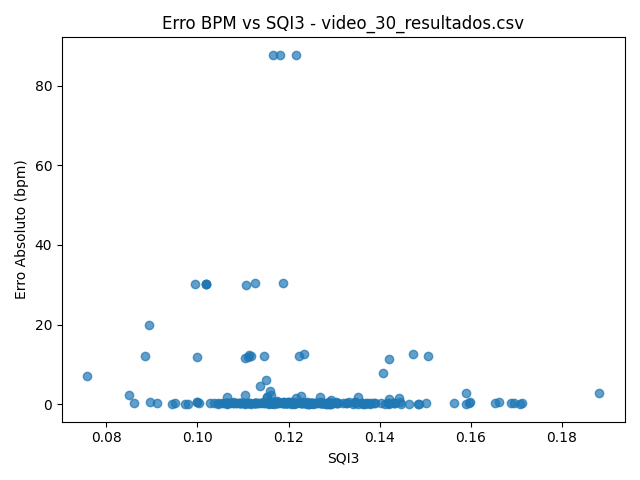 Erro BPM vs SQI3 - video_30_resultados.csv
Erro Absoluto (bpm)
80
60
40
20
0
0.08 0.10 0.12 0.14 0.16 0.18
SQI3